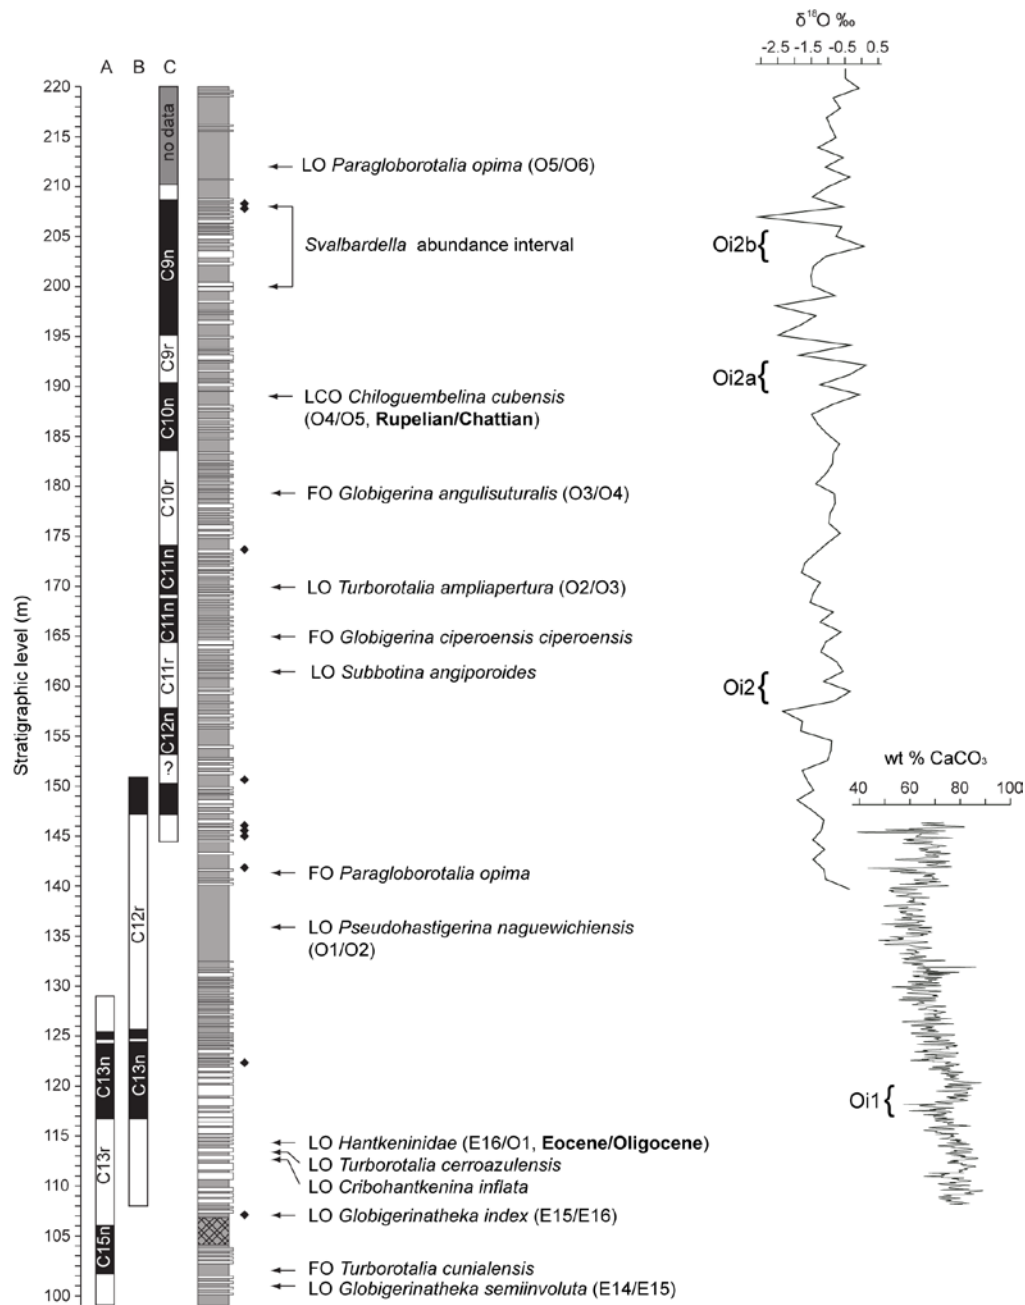 δ¹⁸O ‰
-2.5 -1.5 -0.5 0.5
A B C
220
215
210
205
200
195
190
185
180
175
170
165
160
155
150
145
140
135
130
125
120
115
110
105
100
Stratigraphic level (m)
no data
C9n
C9r
C10n
C10r
C11n
C11n
C11r
C12n
?
C12r
C13n
C13n
C13r
C15n
LO Paragloborotalia opima (O5/O6)
Svalbardella abundance interval
LCO Chiloguembelina cubensis
(O4/O5, Rupelian/Chattian)
FO Globigerina angulisuturalis (O3/O4)
LO Turborotalia ampliapertura (O2/O3)
FO Globigerina ciperoensis ciperoensis
LO Subbotina angiporoides
FO Paragloborotalia opima
LO Pseudohastigerina naguewichiensis
(O1/O2)
LO Hantkeninidae (E16/O1, Eocene/Oligocene)
LO Turborotalia cerroazulensis
LO Cribohantkenina inflata
LO Globigerinatheka index (E15/E16)
FO Turborotalia cunialensis
LO Globigerinatheka semiinvoluta (E14/E15)
Oi2b {
Oi2a {
Oi2 {
Oi1 {
wt % CaCO₃
40 60 80 100